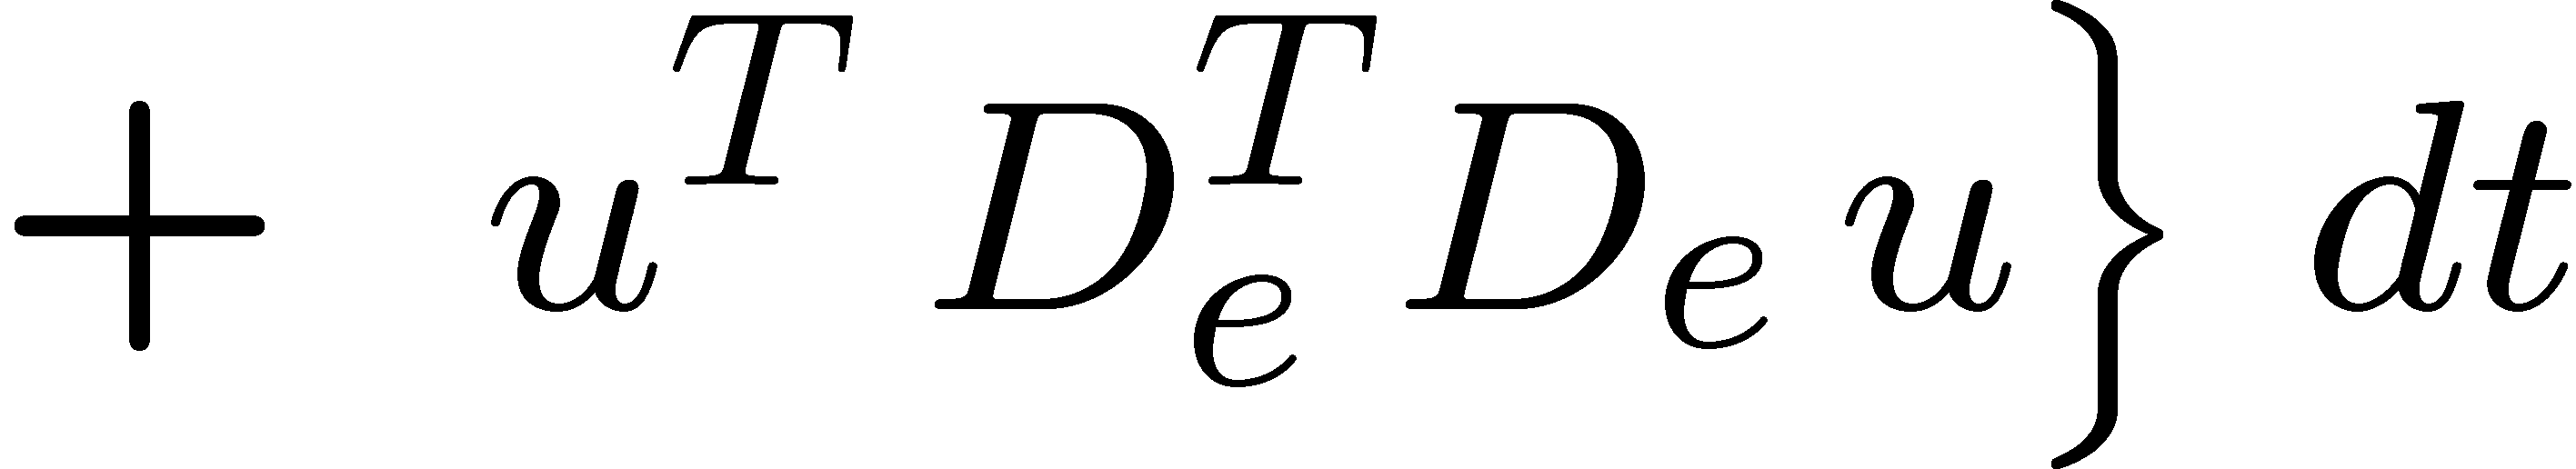 + u^T D_e^T D_e u} dt